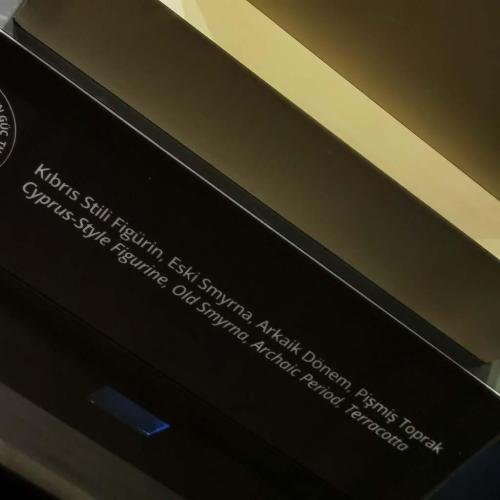 Kıbrıs Stili Figürin, Eski Smyrna, Arkaik Dönem, Pişmiş Toprak
Cyprus-Style Figurine, Old Smyrna, Archaic Period, Terracotta